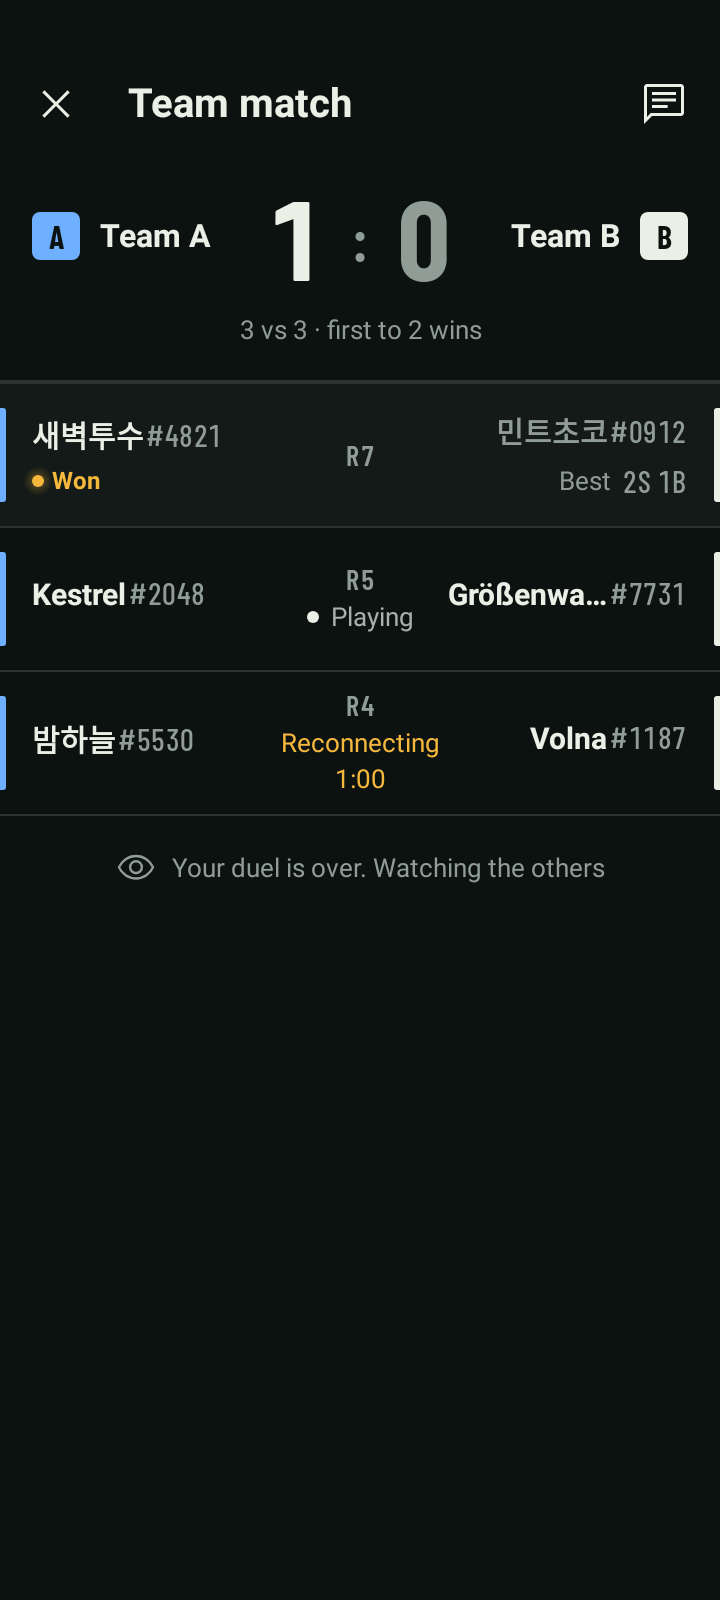 Team match
A Team A 1 : 0 Team B B
3 vs 3 · first to 2 wins
새벽투수#4821 R7 민트초코#0912
Won Best 2S 1B
Kestrel#2048 R5 Größenwa...#7731
Playing
밤하늘#5530 R4 Volna#1187
Reconnecting
1:00
Your duel is over. Watching the others